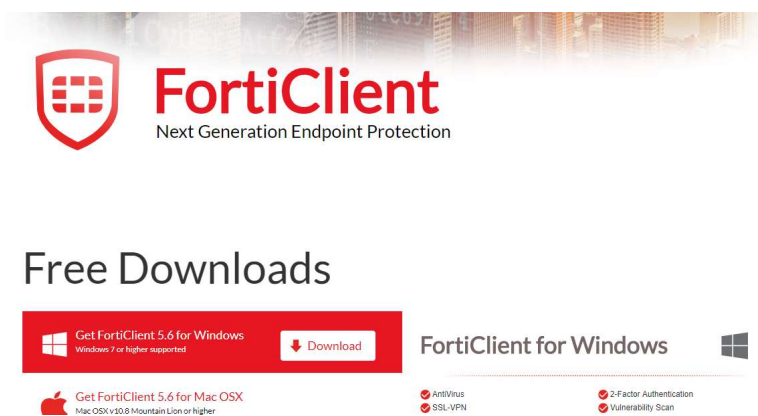 FortiClient
Next Generation Endpoint Protection
Free Downloads
Get FortiClient 5.6 for Windows
Windows 7 or higher supported
Download
Get FortiClient 5.6 for Mac OSX
Mac OSX v10.8 Mountain Lion or higher
FortiClient for Windows
AntiVirus
2-Factor Authentication
SSL-VPN
Vulnerability Scan